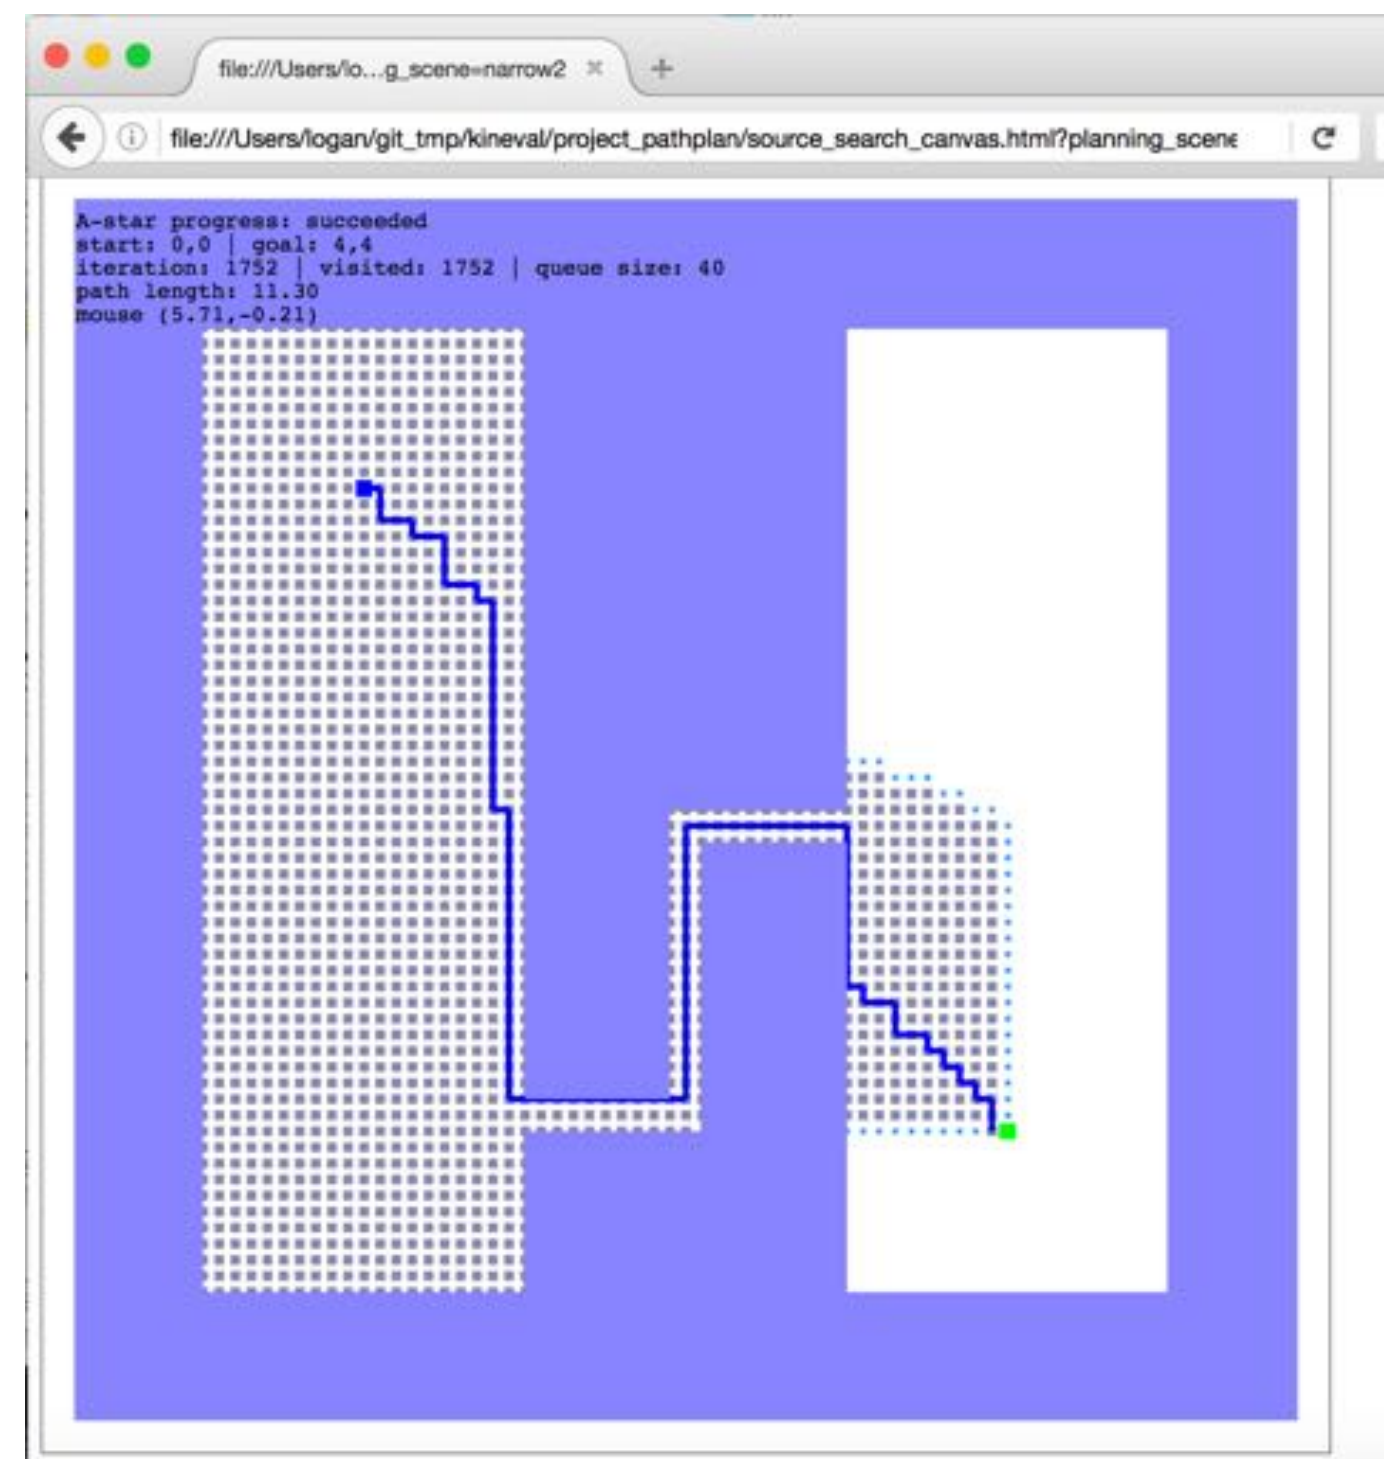 file:///Users/lo...g_scene=narrow2
file:///Users/logan/git_tmp/kineval/project_pathplan/source_search_canvas.html?planning_scene
A-star progress: succeeded
start: 0,0 | goal: 4,4
iteration: 1752 | visited: 1752 | queue size: 40
path length: 11.30
mouse (5.71,-0.21)